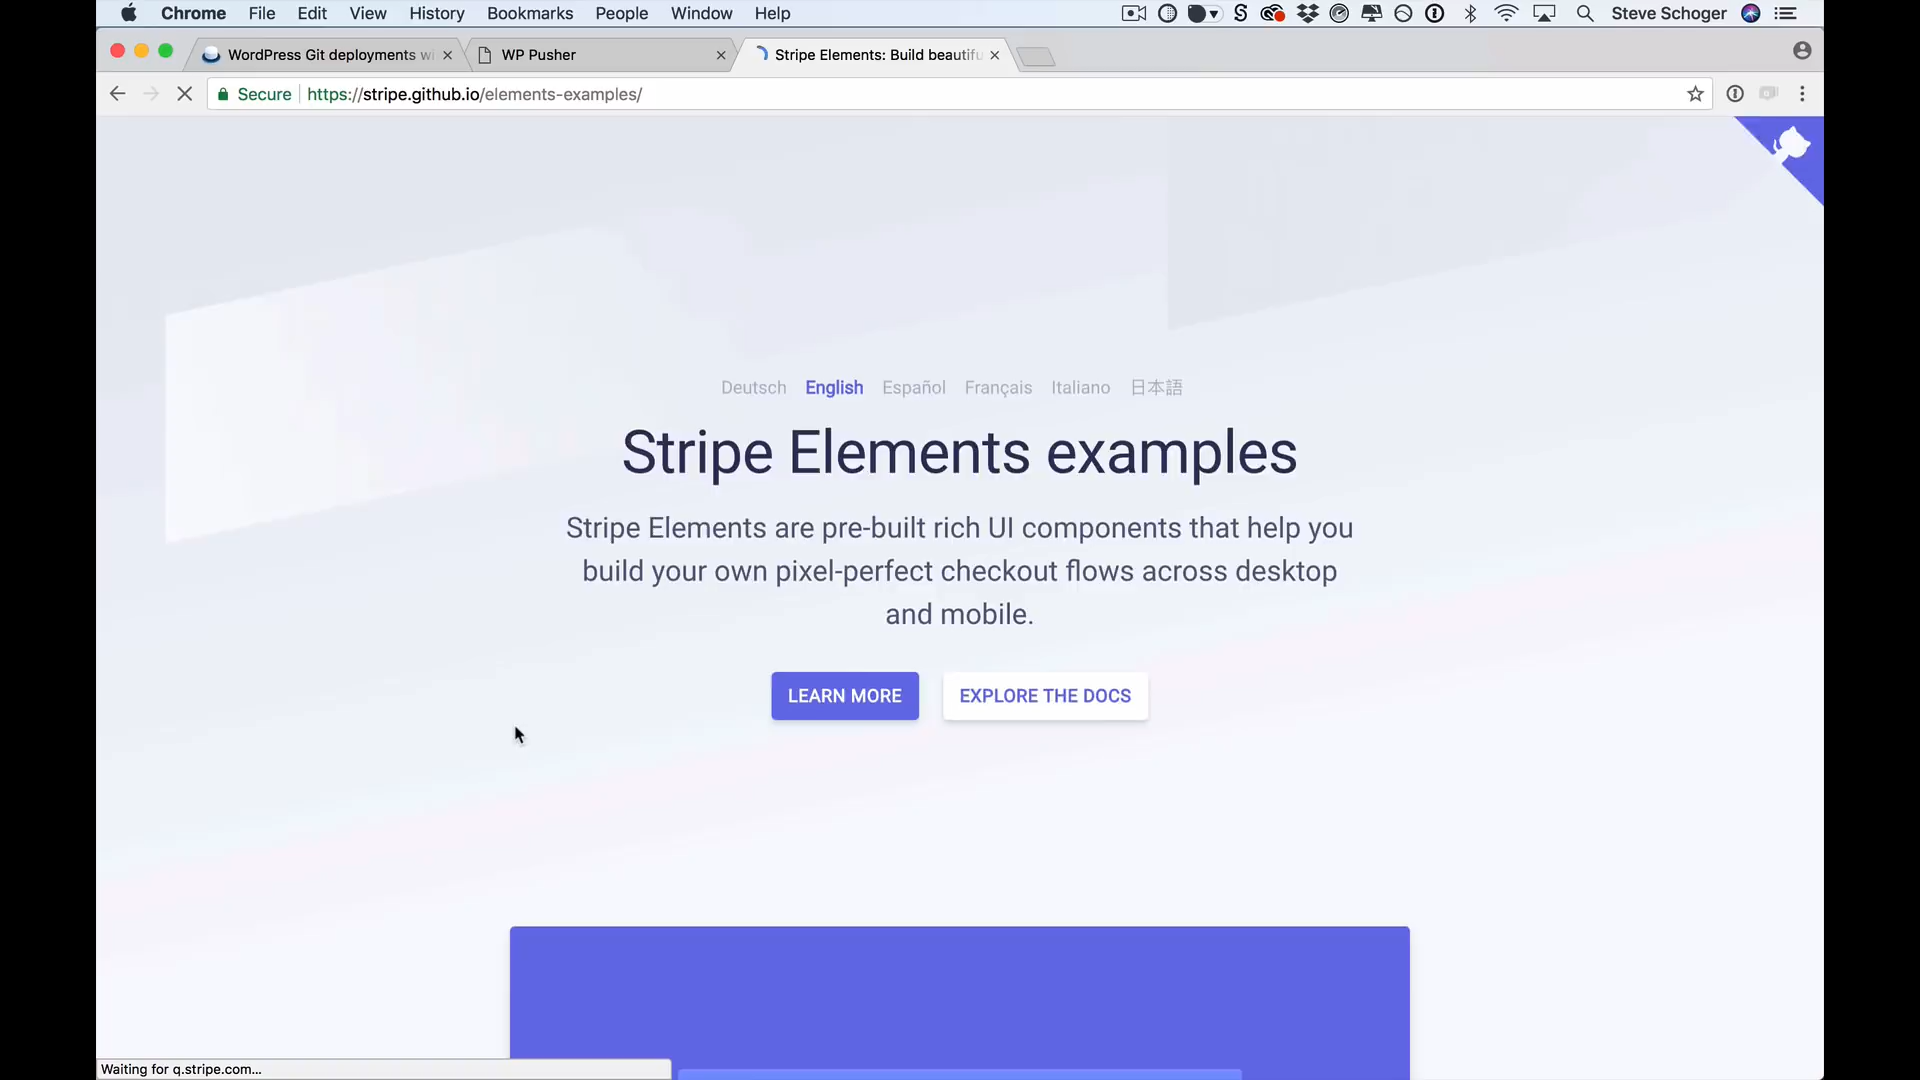 Chrome File Edit View History Bookmarks People Window Help Steve Schoger
WordPress Git deployments wi WP Pusher Stripe Elements: Build beautifu
Secure https://stripe.github.io/elements-examples/
Deutsch English Español Français Italiano 日本語
Stripe Elements examples
Stripe Elements are pre-built rich UI components that help you
build your own pixel-perfect checkout flows across desktop
and mobile.
LEARN MORE EXPLORE THE DOCS
Waiting for q.stripe.com...